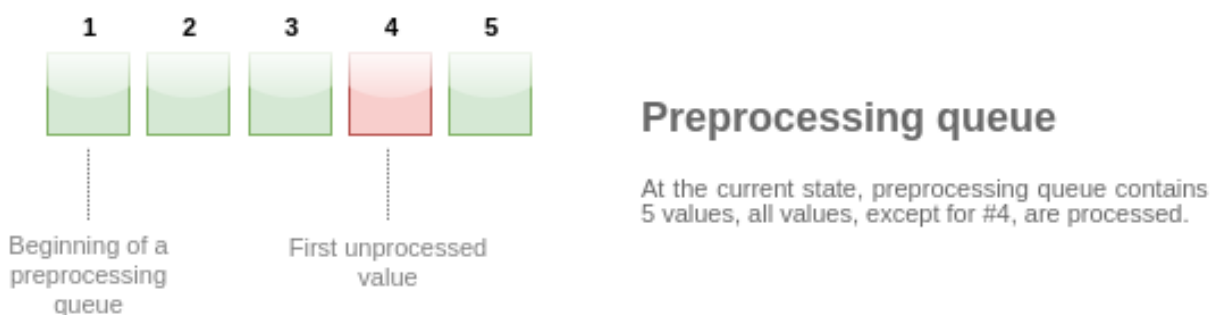 1 2 3 4 5
Preprocessing queue
At the current state, preprocessing queue contains
5 values, all values, except for #4, are processed.
Beginning of a
preprocessing
queue
First unprocessed
value